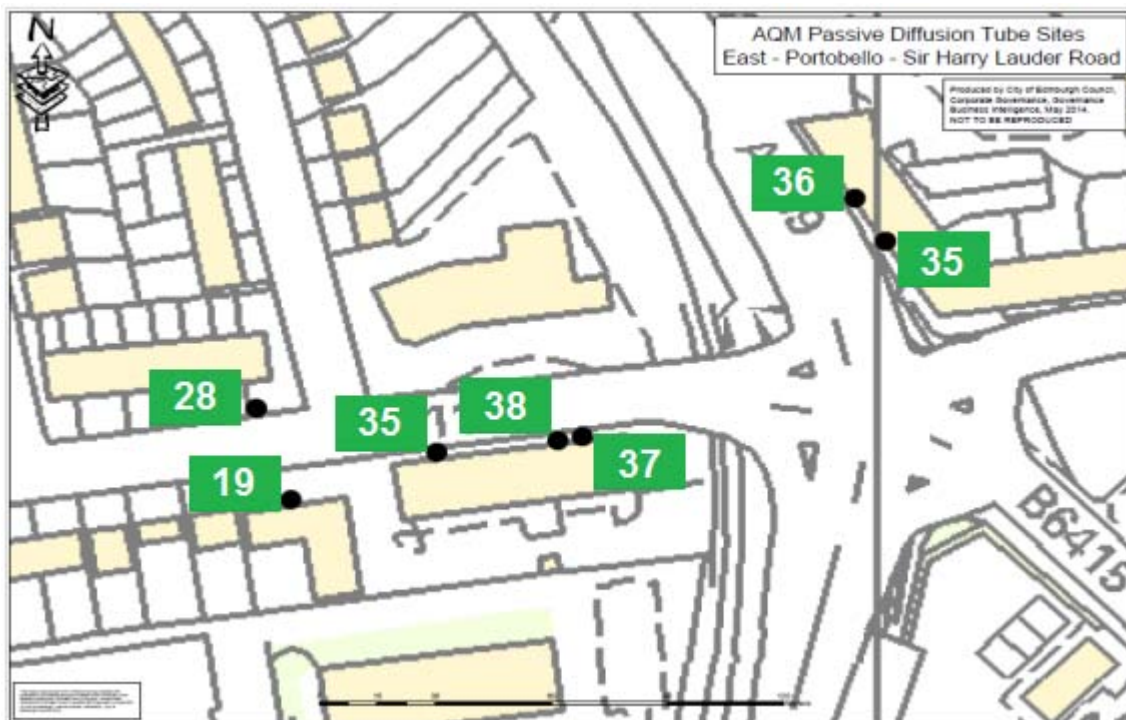 N
AQM Passive Diffusion Tube Sites
East - Portobello - Sir Harry Lauder Road
Produced by City of Edinburgh Council,
Corporate Governance, Governance
Business Intelligence, May 2014.
NOT TO BE REPRODUCED
36
35
28
35
38
37
19
B6415